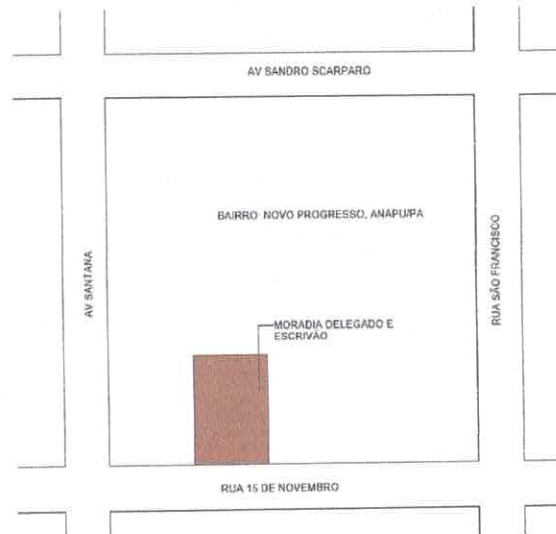 AV SANDRO SCARPARO
BAIRRO NOVO PROGRESSO, ANAPU/PA
AV SANTANA
RUA SÃO FRANCISCO
MORADIA DELEGADO E
ESCRIVÃO
RUA 15 DE NOVEMBRO